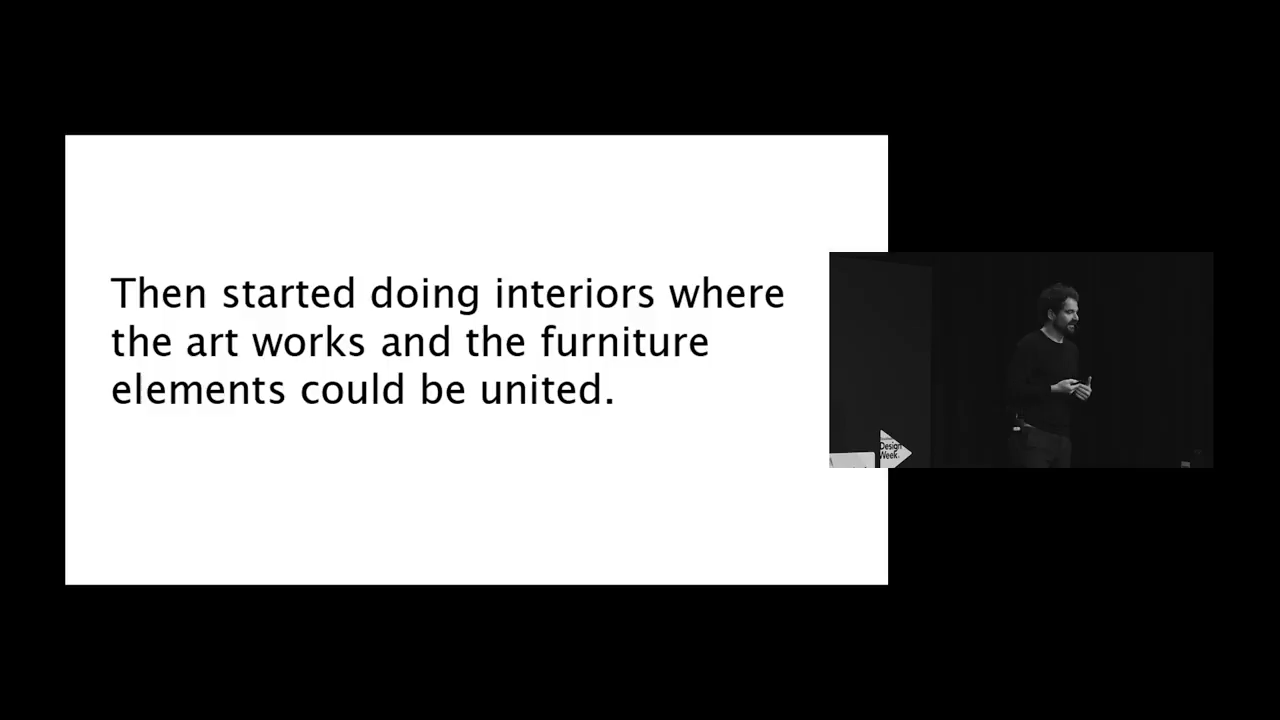 Then started doing interiors where
the art works and the furniture
elements could be united.
Design
Week.